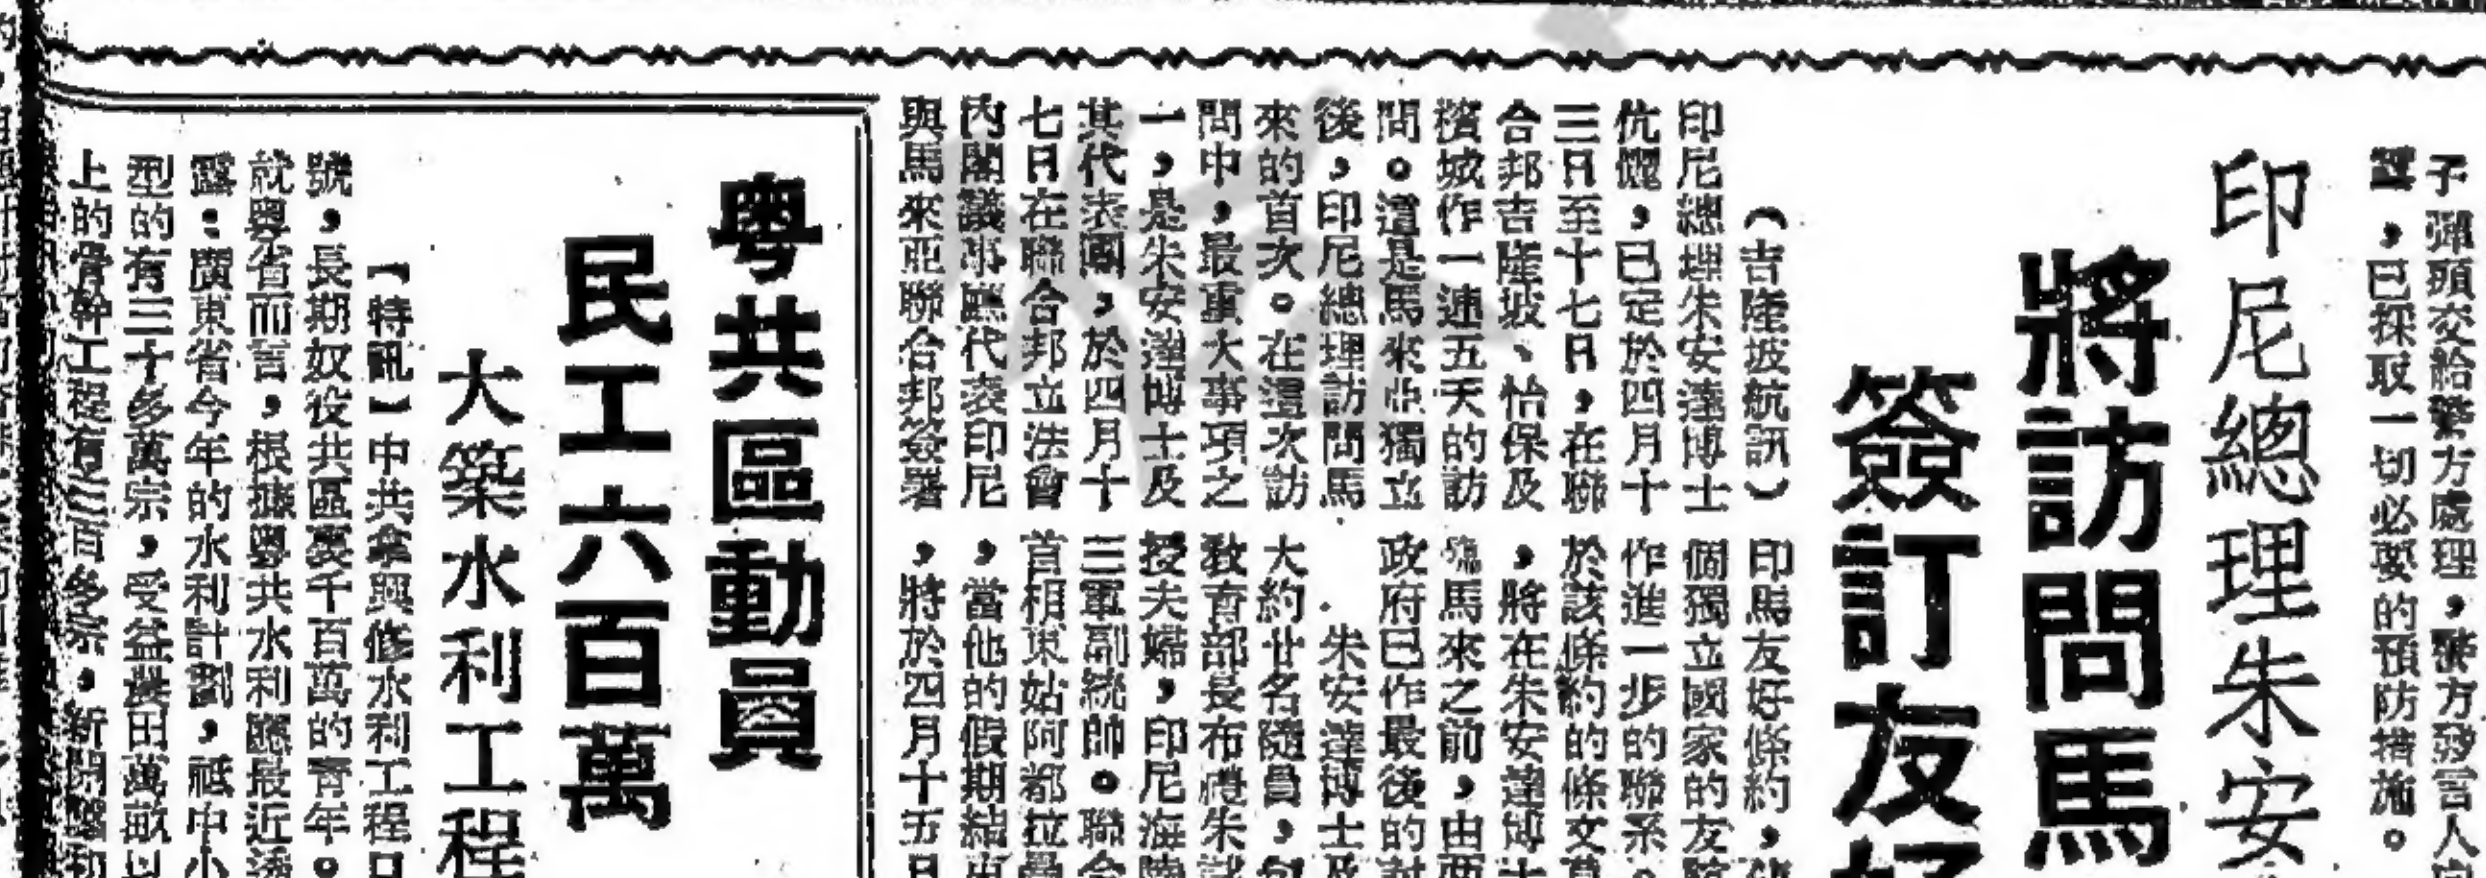 子彈頭交給警方處理，警方發言人
，已採取一切必要的預防措施。
印尼總理朱安
將訪問馬
簽訂友好
（吉隆坡航訊）
印尼總理朱安達博士
伉儷，已定於四月十
三日至十七日，在聯
合邦吉隆坡、怡保及
檳城作一連五天的訪
問。這是馬來亞獨立
後，印尼總理訪問馬
來的首次。在這次訪
問中，最重大事項之
一，是朱安達博士及
其代表團，於四月十
七日在聯合邦立法會
內閣議事廳代表印尼
與馬來亞聯合邦簽署
印馬友好條約，
個獨立國家的友
作進一步的聯系。
於該條約的條文
，將在朱安達博士
馬來之前，由兩
政府已作最後的
朱安達博士及
大約廿名隨員，包
教育部長布禮朱
授夫婦，印尼海陸
三軍副統帥。聯合
首相東姑阿都拉曼
，當他的假期結束
，將於四月十五日
粵共區動員
民工六百萬
大築水利工程
【特訊】中共拿興修水利工程口
號，長期奴役共區裏千百萬的青年。
就粵省而言，根據粵共水利廳最近透
露：廣東省今年的水利計劃，祗中小
型的有三十多萬宗，受益農田萬畝以
上的骨幹工程有三百多宗，新開墾和